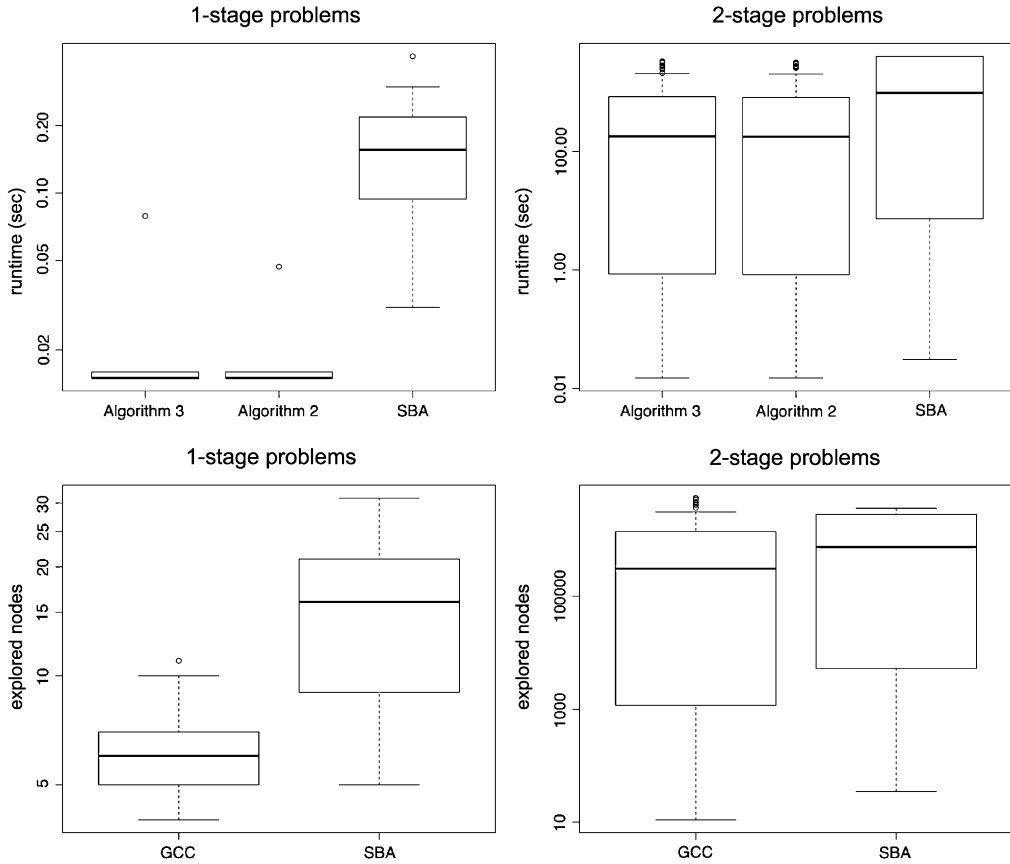 1-stage problems
runtime (sec)
0.20
0.10
0.05
0.02
Algorithm 3
Algorithm 2
SBA
2-stage problems
runtime (sec)
100.00
1.00
0.01
Algorithm 3
Algorithm 2
SBA
1-stage problems
explored nodes
30
25
20
15
10
5
GCC
SBA
2-stage problems
explored nodes
100000
1000
10
GCC
SBA